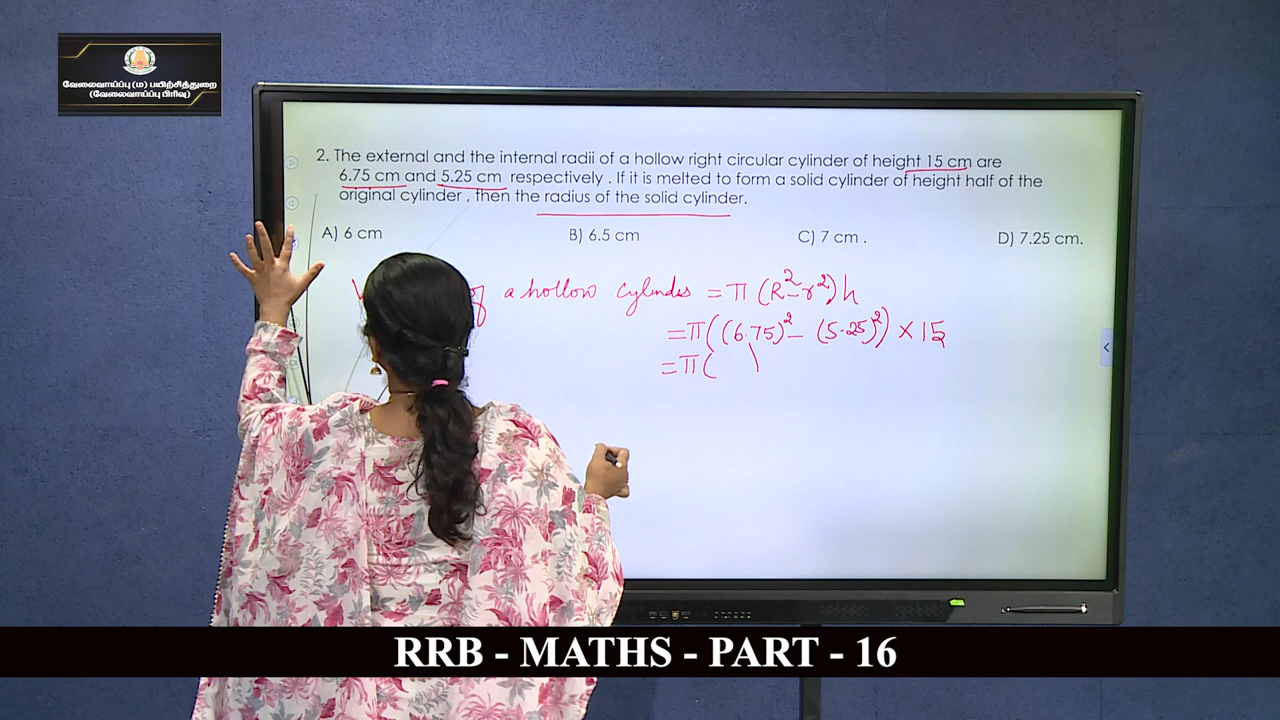 வேலைவாய்ப்பு (ம) பயிற்சித்துறை
(வேலைவாய்ப்பு பிரிவு)
2. The external and the internal radii of a hollow right circular cylinder of height 15 cm are
6.75 cm and 5.25 cm respectively . If it is melted to form a solid cylinder of height half of the
original cylinder , then the radius of the solid cylinder.
A) 6 cm B) 6.5 cm C) 7 cm . D) 7.25 cm.
of a hollow cylinder = π (R²-r²) h
= π((6.75)² - (5.25)²) × 15
= π( )
RRB - MATHS - PART - 16